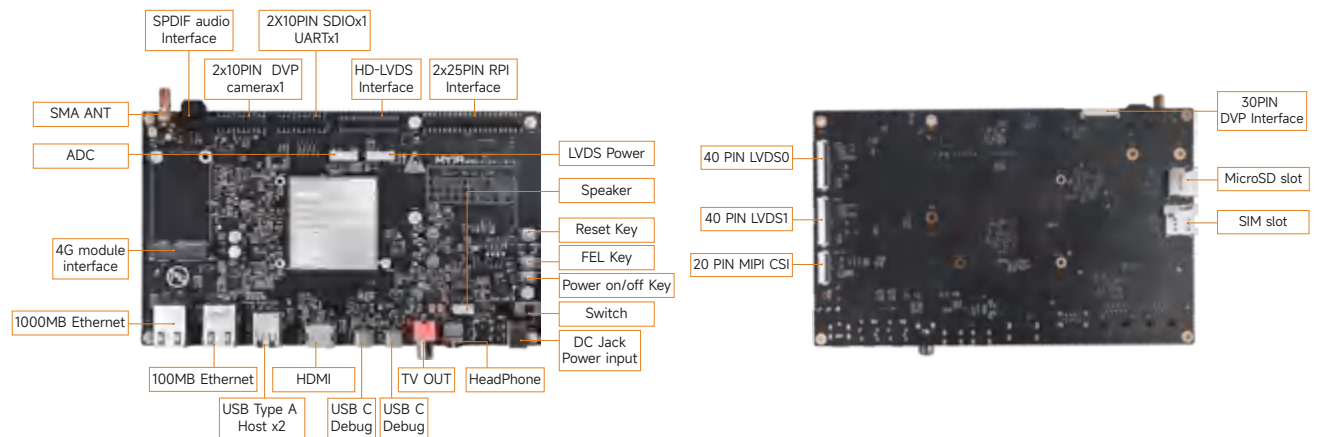 SPDIF audio
Interface
2X10PIN SDIOx1
UARTx1
2x10PIN DVP
camerax1
HD-LVDS
Interface
2x25PIN RPI
Interface
SMA ANT
ADC
4G module
interface
1000MB Ethernet
100MB Ethernet
USB Type A
Host x2
HDMI
USB C
Debug
USB C
Debug
TV OUT
HeadPhone
LVDS Power
Speaker
Reset Key
FEL Key
Power on/off Key
Switch
DC Jack
Power input
MYiR
40 PIN LVDS0
40 PIN LVDS1
20 PIN MIPI CSI
30PIN
DVP Interface
MicroSD slot
SIM slot